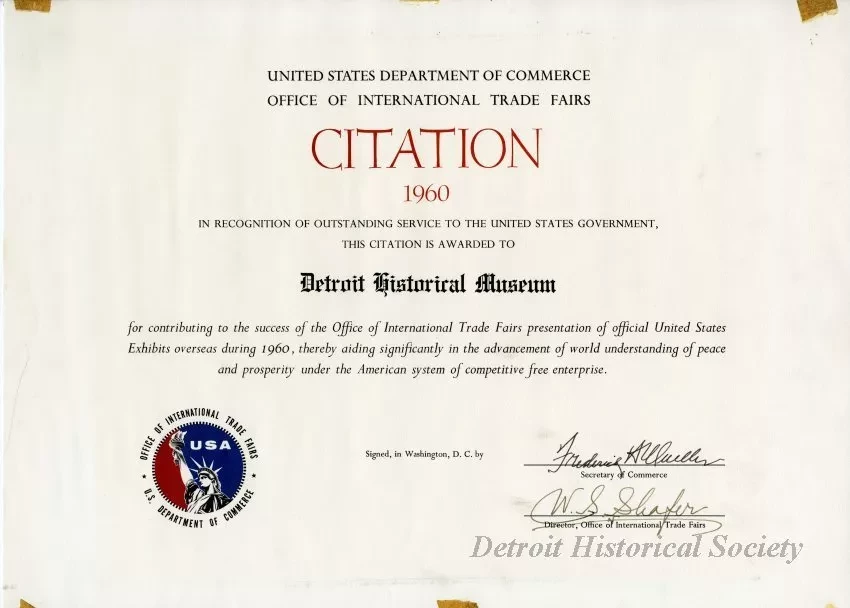 UNITED STATES DEPARTMENT OF COMMERCE
OFFICE OF INTERNATIONAL TRADE FAIRS
CITATION
1960
IN RECOGNITION OF OUTSTANDING SERVICE TO THE UNITED STATES GOVERNMENT,
THIS CITATION IS AWARDED TO
Detroit Historical Museum
for contributing to the success of the Office of International Trade Fairs presentation of official United States
Exhibits overseas during 1960, thereby aiding significantly in the advancement of world understanding of peace
and prosperity under the American system of competitive free enterprise.
OFFICE OF INTERNATIONAL TRADE FAIRS
USA
★ U.S. DEPARTMENT OF COMMERCE ★
Signed, in Washington, D. C. by
Frederick H. Mueller
Secretary of Commerce
W. S. Shafer
Director, Office of International Trade Fairs
Detroit Historical Society